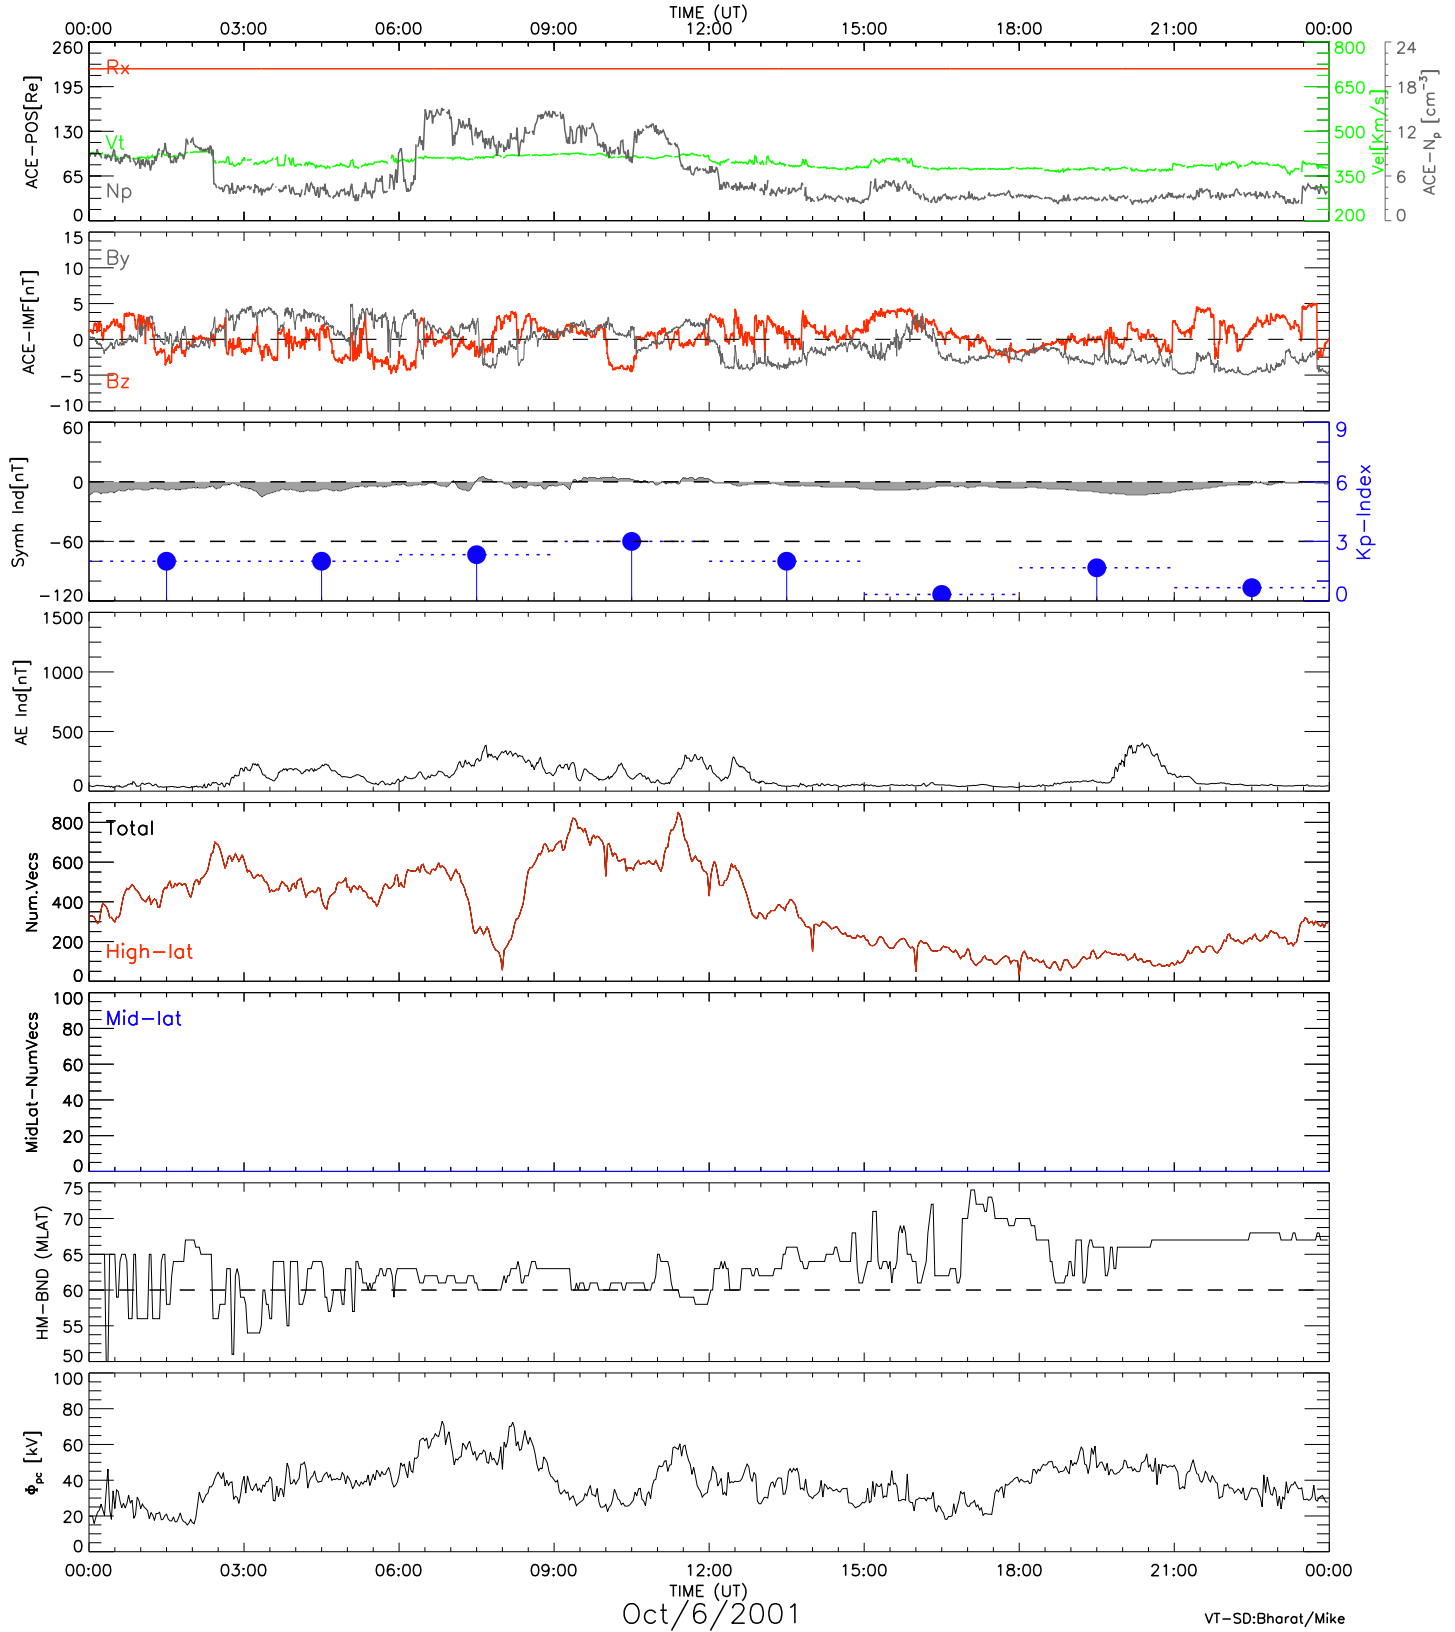 TIME (UT)
00:00 03:00 06:00 09:00 12:00 15:00 18:00 21:00 00:00
260 195 130 65 0
ACE-POS[Re]
Rx
Vt
Np
800 650 500 350 200
Vel[Km/s]
24 18 12 6 0
ACE-Np [cm-3]
15 10 5 0 -5 -10
ACE-IMF[nT]
By
Bz
60 0 -60 -120
Symh Ind[nT]
9 6 3 0
Kp-Index
1500 1000 500 0
AE Ind[nT]
800 600 400 200 0
Num.Vecs
Total
High-lat
100 80 60 40 20 0
MidLat-NumVecs
Mid-lat
75 70 65 60 55 50
HM-BND (MLAT)
100 80 60 40 20 0
Φpc [kV]
00:00 03:00 06:00 09:00 12:00 15:00 18:00 21:00 00:00
TIME (UT)
Oct/6/2001
VT-SD:Bharat/Mike